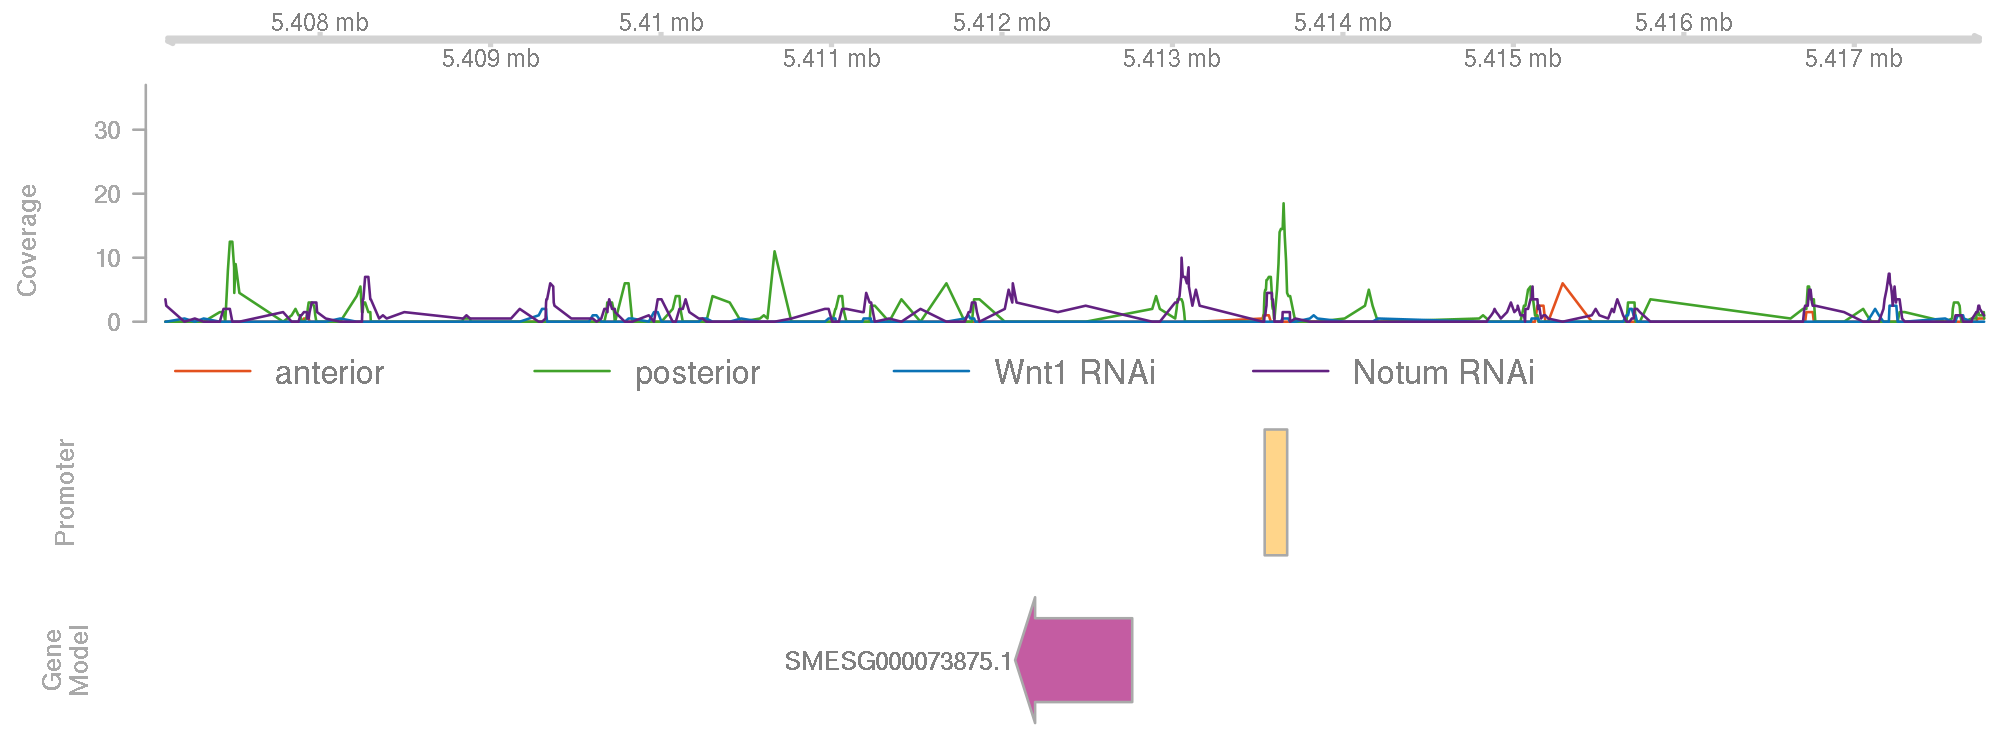 5.408 mb 5.41 mb 5.412 mb 5.414 mb 5.416 mb
5.409 mb 5.411 mb 5.413 mb 5.415 mb 5.417 mb
Coverage
30
20
10
0
anterior posterior Wnt1 RNAi Notum RNAi
Promoter
Gene
Model
SMESG000073875.1